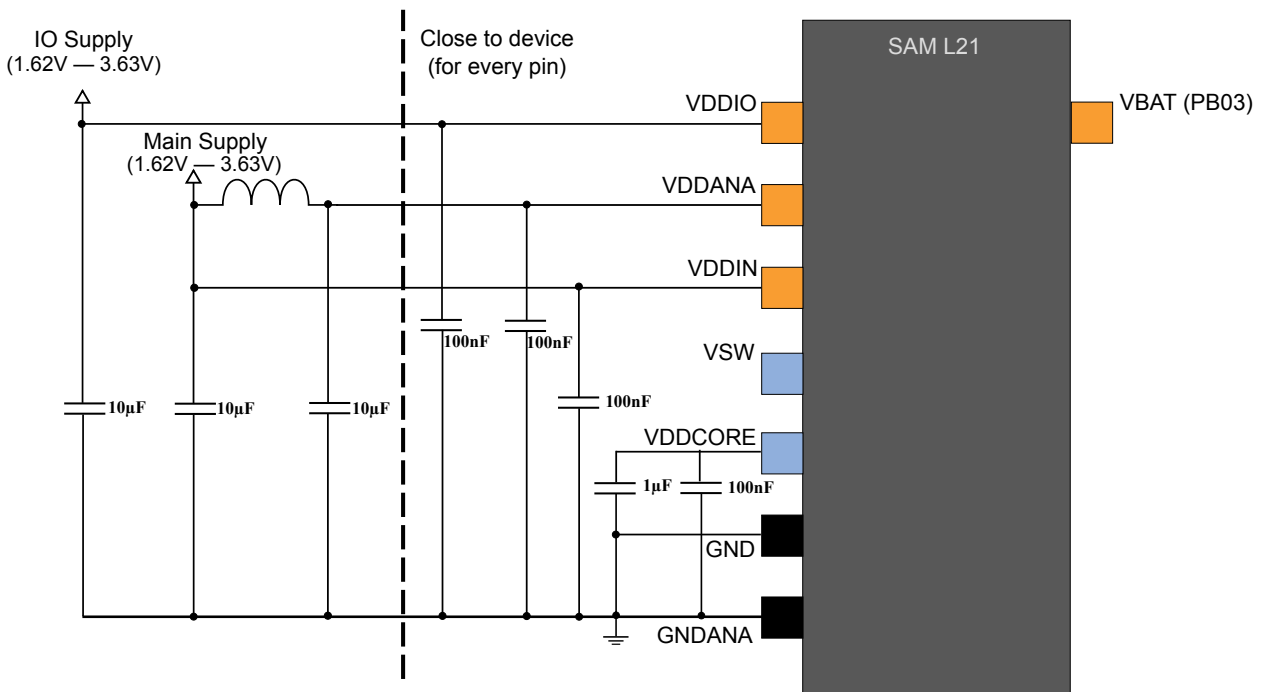 IO Supply
(1.62V — 3.63V)
Close to device
(for every pin)
SAM L21
VDDIO
VBAT (PB03)
Main Supply
(1.62V — 3.63V)
VDDANA
VDDIN
100nF
100nF
VSW
10µF
10µF
10µF
100nF
VDDCORE
1µF
100nF
GND
GNDANA